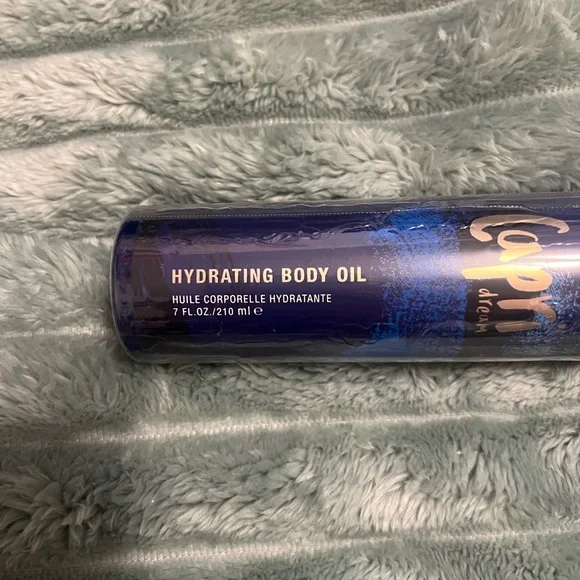 Capri
dream
HYDRATING BODY OIL
HUILE CORPORELLE HYDRATANTE
7 FL.OZ./210 ml ℮